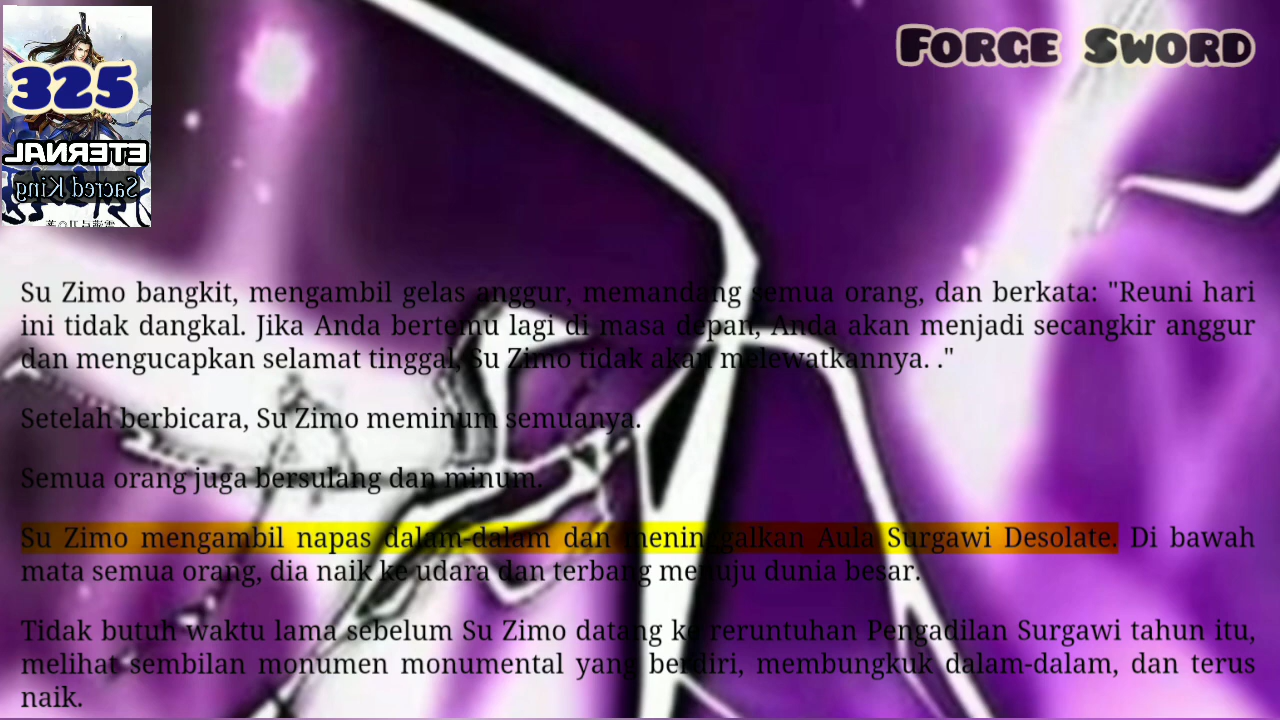 325
ETERNAL
Sacred King
Forge Sword
Su Zimo bangkit, mengambil gelas anggur, memandang semua orang, dan berkata: "Reuni hari
ini tidak dangkal. Jika Anda bertemu lagi di masa depan, Anda akan menjadi secangkir anggur
dan mengucapkan selamat tinggal, Su Zimo tidak akan melewatkannya. ."
Setelah berbicara, Su Zimo meminum semuanya.
Semua orang juga bersulang dan minum.
Su Zimo mengambil napas dalam-dalam dan meninggalkan Aula Surgawi Desolate. Di bawah
mata semua orang, dia naik ke udara dan terbang menuju dunia besar.
Tidak butuh waktu lama sebelum Su Zimo datang ke reruntuhan Pengadilan Surgawi tahun itu,
melihat sembilan monumen monumental yang berdiri, membungkuk dalam-dalam, dan terus
naik.